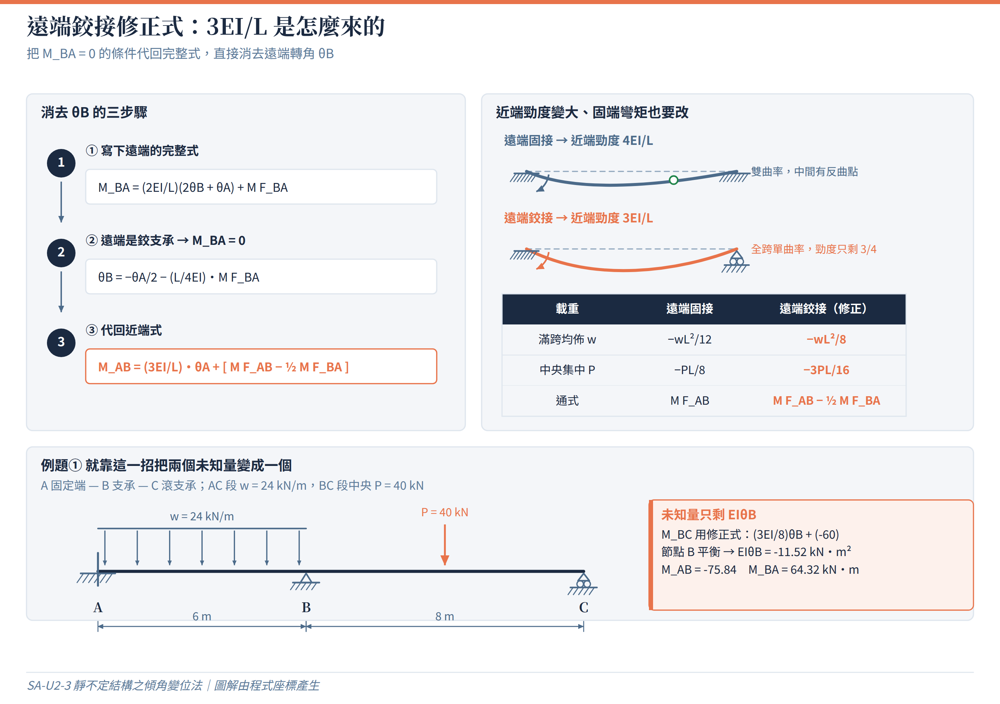 遠端鉸接修正式：3EI/L 是怎麼來的
把 M_BA = 0 的條件代回完整式，直接消去遠端轉角 θB
消去 θB 的三步驟
1
① 寫下遠端的完整式
M_BA = (2EI/L)(2θB + θA) + M F_BA
2
② 遠端是鉸支承 → M_BA = 0
θB = −θA/2 − (L/4EI)・M F_BA
3
③ 代回近端式
M_AB = (3EI/L)・θA + [ M F_AB − ½ M F_BA ]
近端勁度變大、固端彎矩也要改
遠端固接 → 近端勁度 4EI/L
雙曲率，中間有反曲點
遠端鉸接 → 近端勁度 3EI/L
全跨單曲率，勁度只剩 3/4
載重 遠端固接 遠端鉸接（修正）
滿跨均佈 w −wL²/12 −wL²/8
中央集中 P −PL/8 −3PL/16
通式 M F_AB M F_AB − ½ M F_BA
例題① 就靠這一招把兩個未知量變成一個
A 固定端 — B 支承 — C 滾支承；AC 段 w = 24 kN/m，BC 段中央 P = 40 kN
w = 24 kN/m
P = 40 kN
A
B
C
6 m
8 m
未知量只剩 EIθB
M_BC 用修正式：(3EI/8)θB + (-60)
節點 B 平衡 → EIθB = -11.52 kN・m²
M_AB = -75.84 M_BA = 64.32 kN・m
SA-U2-3 靜不定結構之傾角變位法｜圖解由程式座標產生